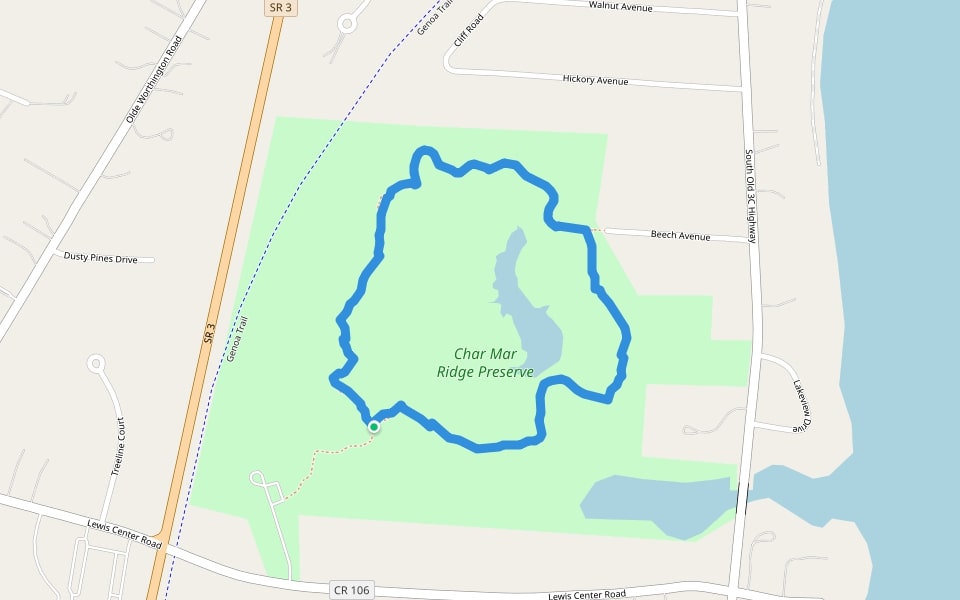 SR 3
Genoa Trail
Cliff Road
Walnut Avenue
Olde Worthington Road
Hickory Avenue
South Old 3C Highway
Beech Avenue
Dusty Pines Drive
SR 3
Genoa Trail
Char Mar
Ridge Preserve
Lakeview Drive
Treeline Court
Lewis Center Road
CR 106
Lewis Center Road